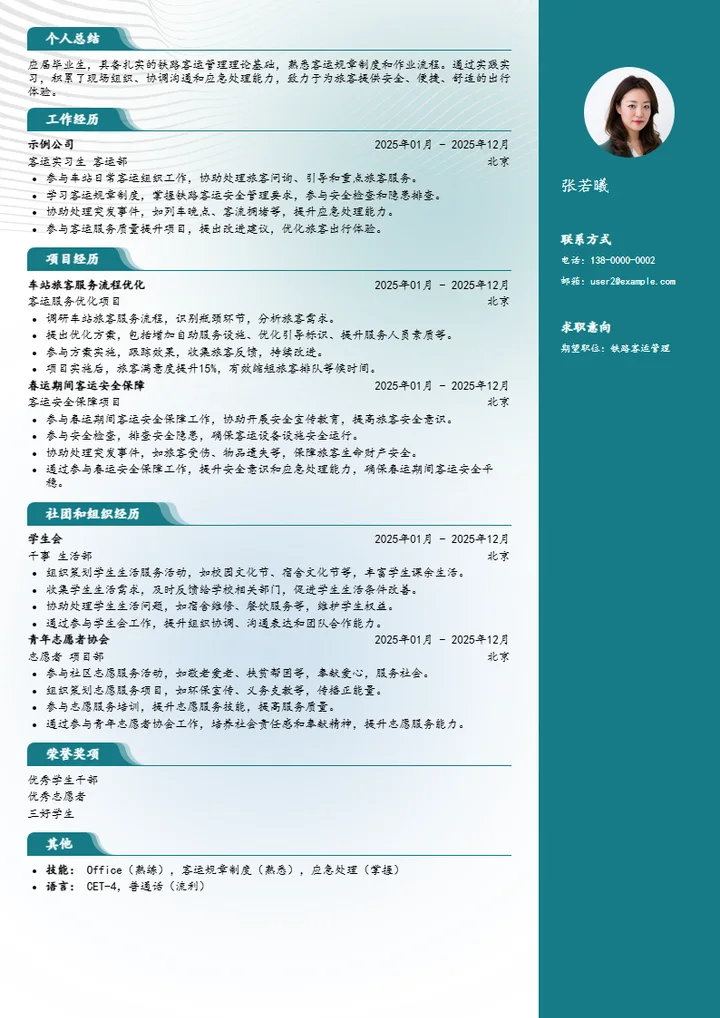 个人总结
应届毕业生，具备扎实的铁路客运管理理论基础，熟悉客运规章制度和作业流程。通过实践实
习，积累了现场组织、协调沟通和应急处理能力，致力于为旅客提供安全、便捷、舒适的出行
体验。
工作经历
示例公司 2025年01月 - 2025年12月
客运实习生 客运部 北京
• 参与车站日常客运组织工作，协助处理旅客问询、引导和重点旅客服务。
• 学习客运规章制度，掌握铁路客运安全管理要求，参与安全检查和隐患排查。
• 协助处理突发事件，如列车晚点、客流拥堵等，提升应急处理能力。
• 参与客运服务质量提升项目，提出改进建议，优化旅客出行体验。
项目经历
车站旅客服务流程优化 2025年01月 - 2025年12月
客运服务优化项目 北京
• 调研车站旅客服务流程，识别瓶颈环节，分析旅客需求。
• 提出优化方案，包括增加自助服务设施、优化引导标识、提升服务人员素质等。
• 参与方案实施，跟踪效果，收集旅客反馈，持续改进。
• 项目实施后，旅客满意度提升15%，有效缩短旅客排队等候时间。
春运期间客运安全保障 2025年01月 - 2025年12月
客运安全保障项目 北京
• 参与春运期间客运安全保障工作，协助开展安全宣传教育，提高旅客安全意识。
• 参与安全检查，排查安全隐患，确保客运设备设施安全运行。
• 协助处理突发事件，如旅客受伤、物品遗失等，保障旅客生命财产安全。
• 通过参与春运安全保障工作，提升安全意识和应急处理能力，确保春运期间客运安全平
稳。
社团和组织经历
学生会 2025年01月 - 2025年12月
干事 生活部 北京
• 组织策划学生生活服务活动，如校园文化节、宿舍文化节等，丰富学生课余生活。
• 收集学生生活需求，及时反馈给学校相关部门，促进学生生活条件改善。
• 协助处理学生生活问题，如宿舍维修、餐饮服务等，维护学生权益。
• 通过参与学生会工作，提升组织协调、沟通表达和团队合作能力。
青年志愿者协会 2025年01月 - 2025年12月
志愿者 项目部 北京
• 参与社区志愿服务活动，如敬老爱老、扶贫帮困等，奉献爱心，服务社会。
• 组织策划志愿服务项目，如环保宣传、义务支教等，传播正能量。
• 参与志愿服务培训，提升志愿服务技能，提高服务质量。
• 通过参与青年志愿者协会工作，培养社会责任感和奉献精神，提升志愿服务能力。
荣誉奖项
优秀学生干部
优秀志愿者
三好学生
其他
• 技能： Office（熟练），客运规章制度（熟悉），应急处理（掌握）
• 语言： CET-4，普通话（流利）
张若曦
联系方式
电话：138-0000-0002
邮箱：user2@example.com
求职意向
期望职位：铁路客运管理